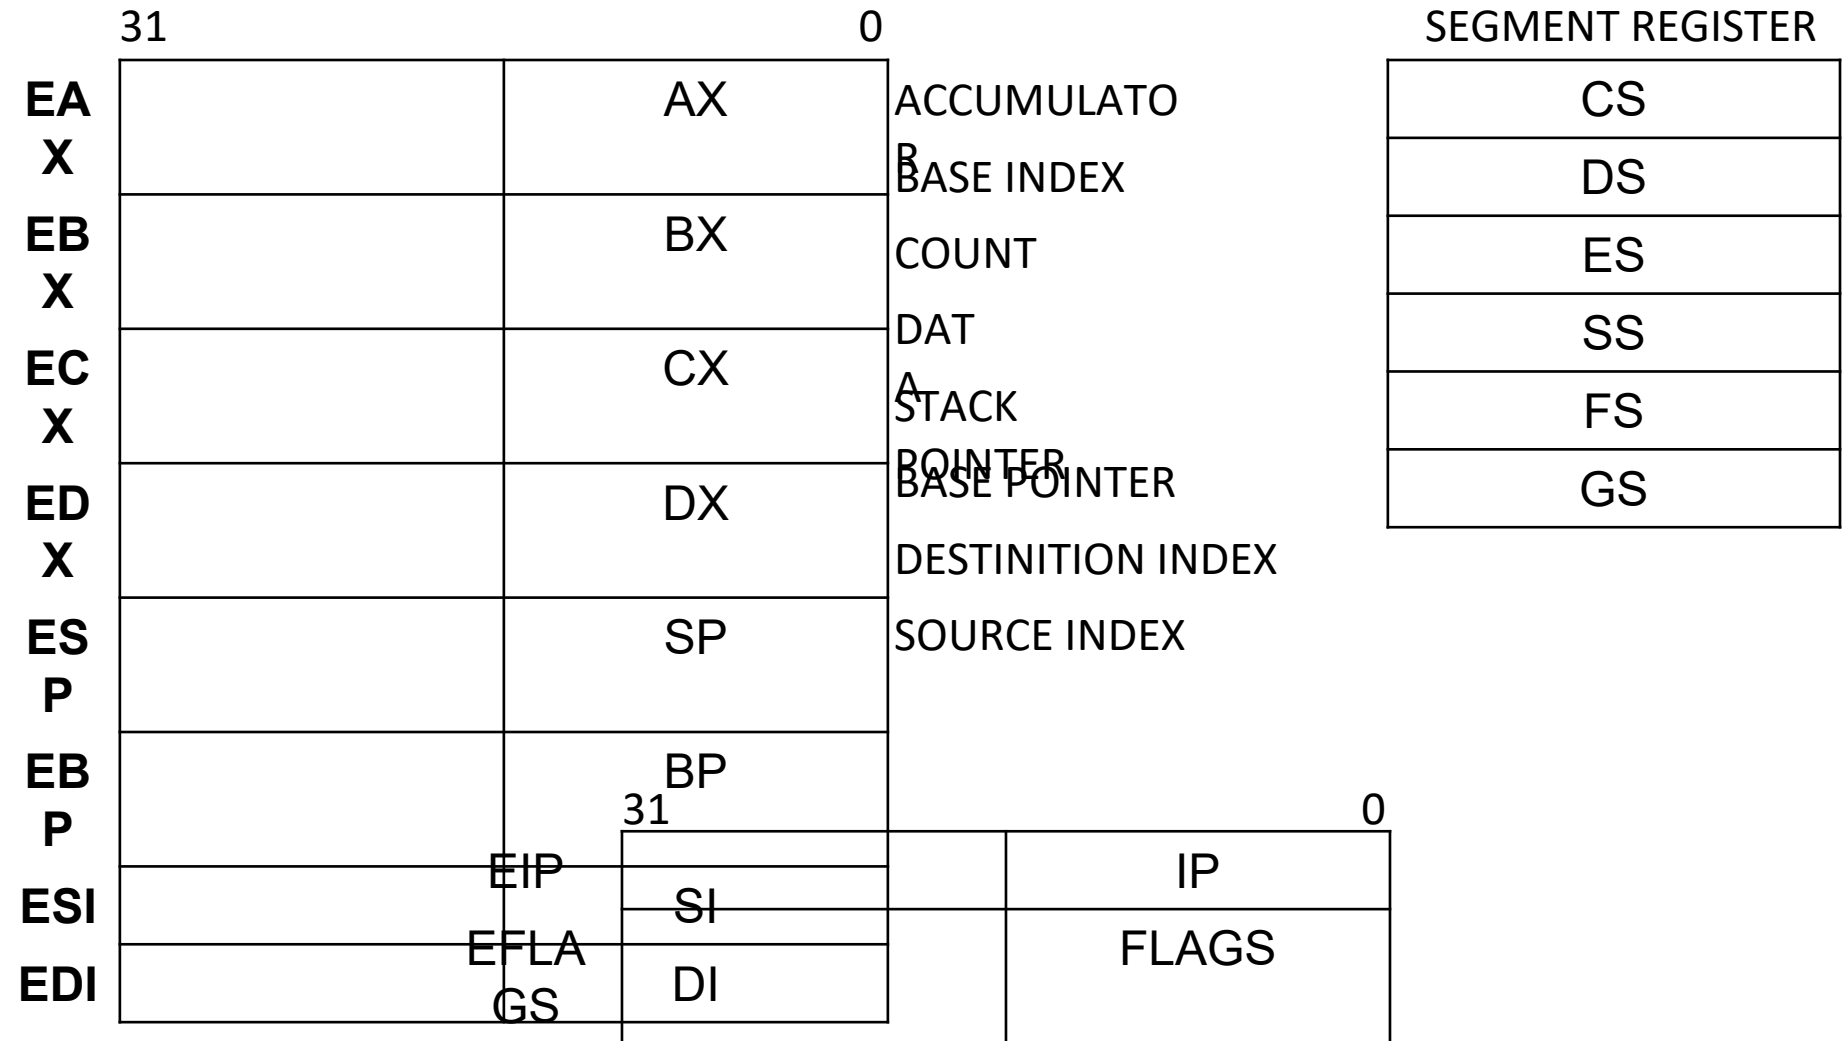 31 0
EA
X
AX
EB
X
BX
EC
X
CX
ED
X
DX
ES
P
SP
EB
P
BP
ESI
SI
EDI
DI
ACCUMULATO
R
BASE INDEX
COUNT
DAT
A
STACK
POINTER
BASE POINTER
DESTINITION INDEX
SOURCE INDEX
SEGMENT REGISTER
CS
DS
ES
SS
FS
GS
31 0
EIP
IP
EFLA
GS
FLAGS